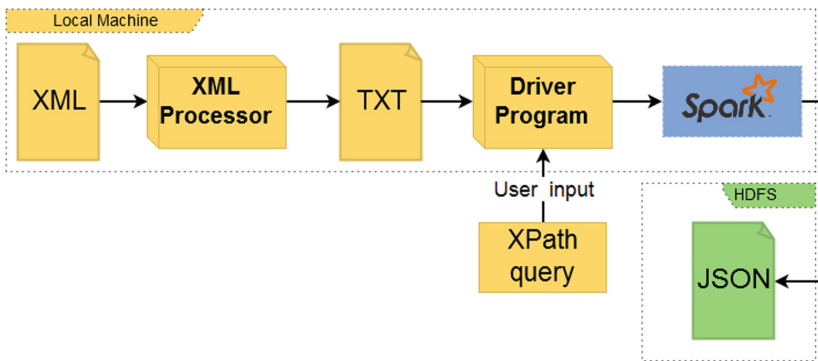 Local Machine
XML
XML
Processor
TXT
Driver
Program
Spark
User input
XPath
query
HDFS
JSON